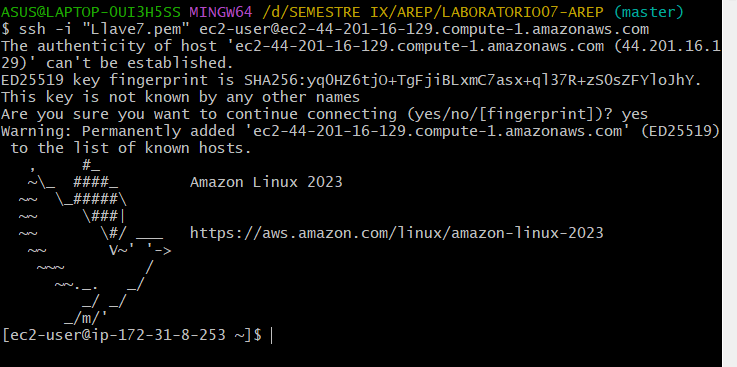 ASUS@LAPTOP-OUI3H5SS MINGW64 /d/SEMESTRE IX/AREP/LABORATORIO07-AREP (master)
$ ssh -i "Llave7.pem" ec2-user@ec2-44-201-16-129.compute-1.amazonaws.com
The authenticity of host 'ec2-44-201-16-129.compute-1.amazonaws.com (44.201.16.1
29)' can't be established.
ED25519 key fingerprint is SHA256:yqOHZ6tjO+TgFjiBLxmC7asx+ql37R+zSOsZFYloJhY.
This key is not known by any other names
Are you sure you want to continue connecting (yes/no/[fingerprint])? yes
Warning: Permanently added 'ec2-44-201-16-129.compute-1.amazonaws.com' (ED25519)
 to the list of known hosts.
   ,     #_
   ~\_  ####_        Amazon Linux 2023
  ~~  \_#####\
  ~~     \###|
  ~~       \#/ ___   https://aws.amazon.com/linux/amazon-linux-2023
   ~~       V~' '->
    ~~~         /
      ~~._.   _/
         _/ _/
       _/m/'
[ec2-user@ip-172-31-8-253 ~]$